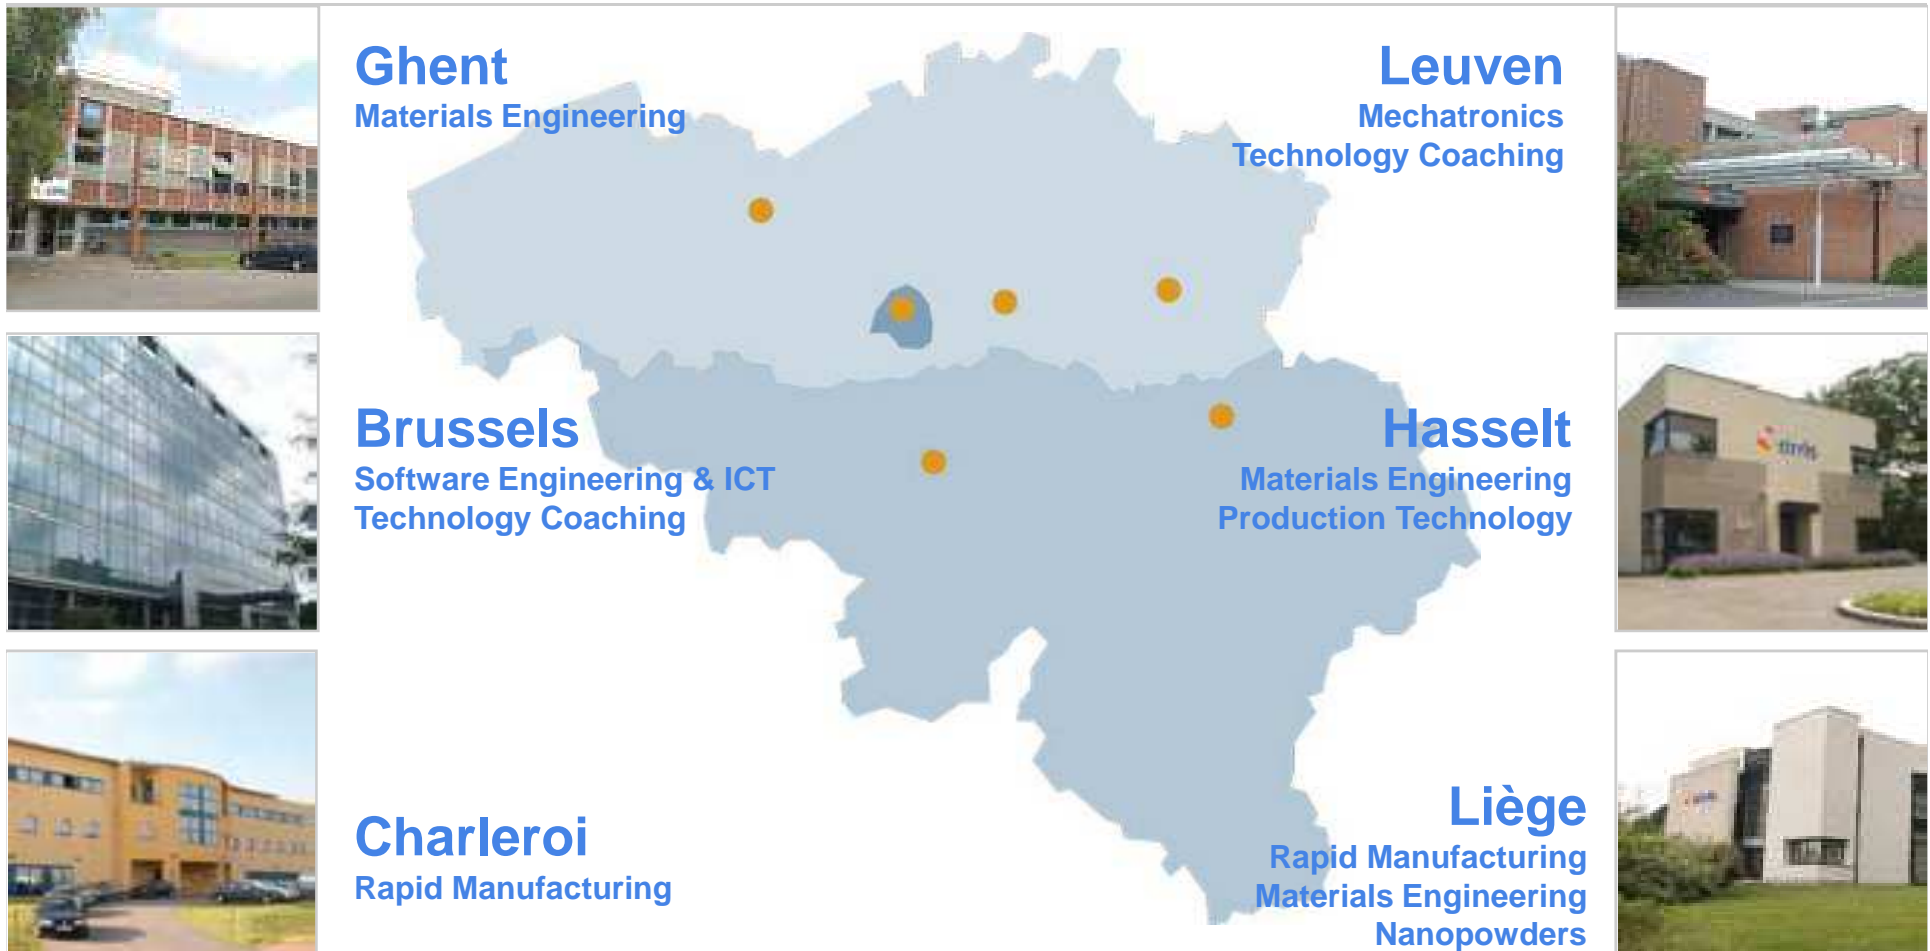 Ghent
Materials Engineering
Leuven
Mechatronics
Technology Coaching
Brussels
Software Engineering & ICT
Technology Coaching
Hasselt
Materials Engineering
Production Technology
sirris
Charleroi
Rapid Manufacturing
Liège
Rapid Manufacturing
Materials Engineering
Nanopowders